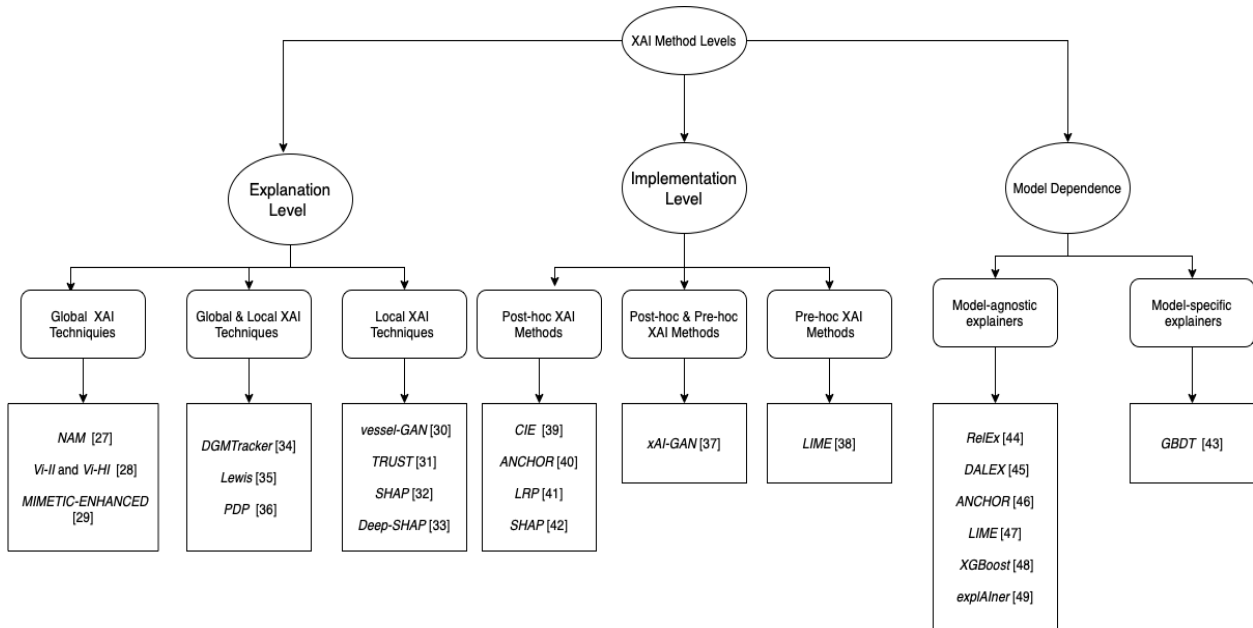 XAI Method Levels
Explanation
Level
Implementation
Level
Model Dependence
Global XAI
Techniquies
Global & Local XAI
Techniques
Local XAI
Techniques
Post-hoc XAI
Methods
Post-hoc & Pre-hoc
XAI Methods
Pre-hoc XAI
Methods
Model-agnostic
explainers
Model-specific
explainers
NAM [27]
Vi-II and Vi-HI [28]
MIMETIC-ENHANCED
[29]
DGMTracker [34]
Lewis [35]
PDP [36]
vessel-GAN [30]
TRUST [31]
SHAP [32]
Deep-SHAP [33]
CIE [39]
ANCHOR [40]
LRP [41]
SHAP [42]
xAI-GAN [37]
LIME [38]
RelEx [44]
DALEX [45]
ANCHOR [46]
LIME [47]
XGBoost [48]
explAIner [49]
GBDT [43]